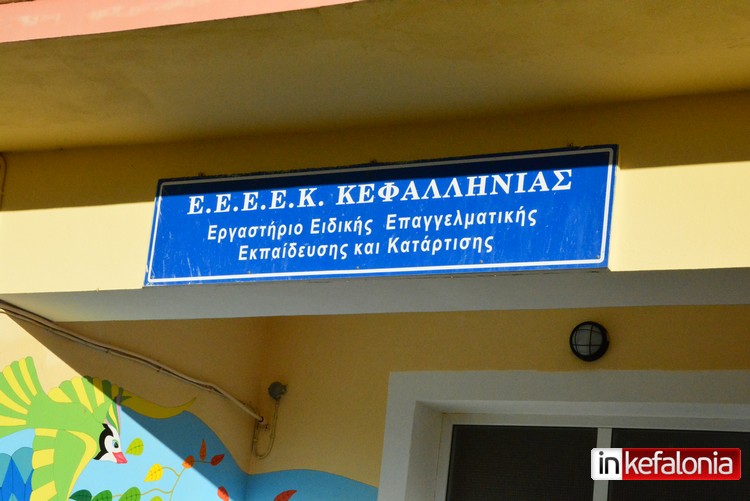 Ε.Ε.Ε.Ε.Κ. ΚΕΦΑΛΛΗΝΙΑΣ
Εργαστήριο Ειδικής Επαγγελματικής
Εκπαίδευσης και Κατάρτισης
inkefalonia